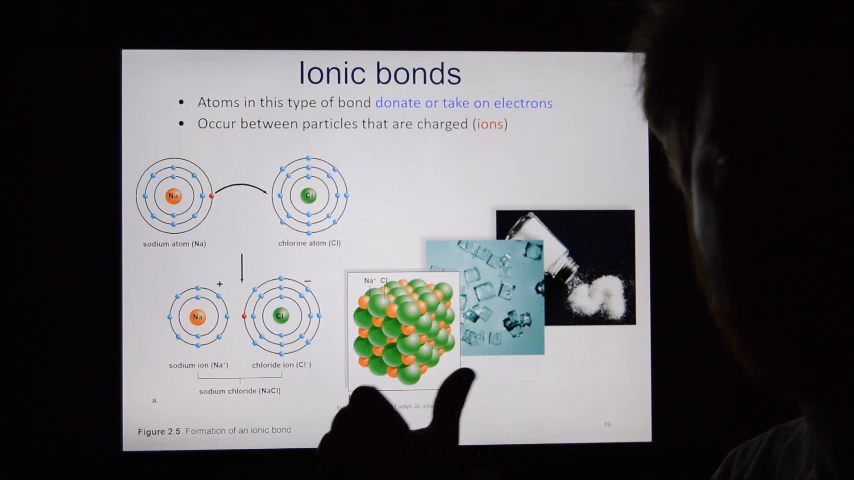 Ionic bonds
• Atoms in this type of bond donate or take on electrons
• Occur between particles that are charged (ions)
Na
Cl
sodium atom (Na)
chlorine atom (Cl)
+
–
Na
Cl
sodium ion (Na⁺)
chloride ion (Cl⁻)
sodium chloride (NaCl)
a.
Na⁺ Cl
Figure 2.5 Formation of an ionic bond